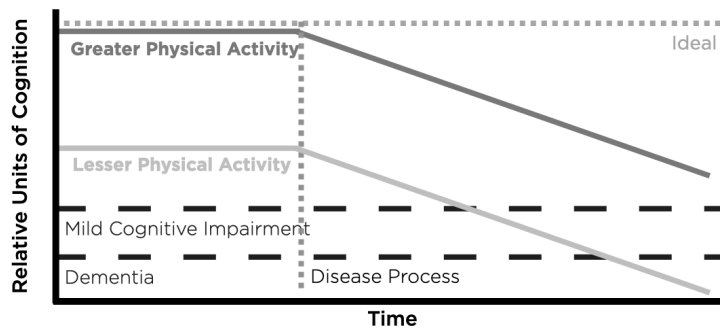 Relative Units of Cognition
Ideal
Greater Physical Activity
Lesser Physical Activity
Mild Cognitive Impairment
Dementia
Disease Process
Time